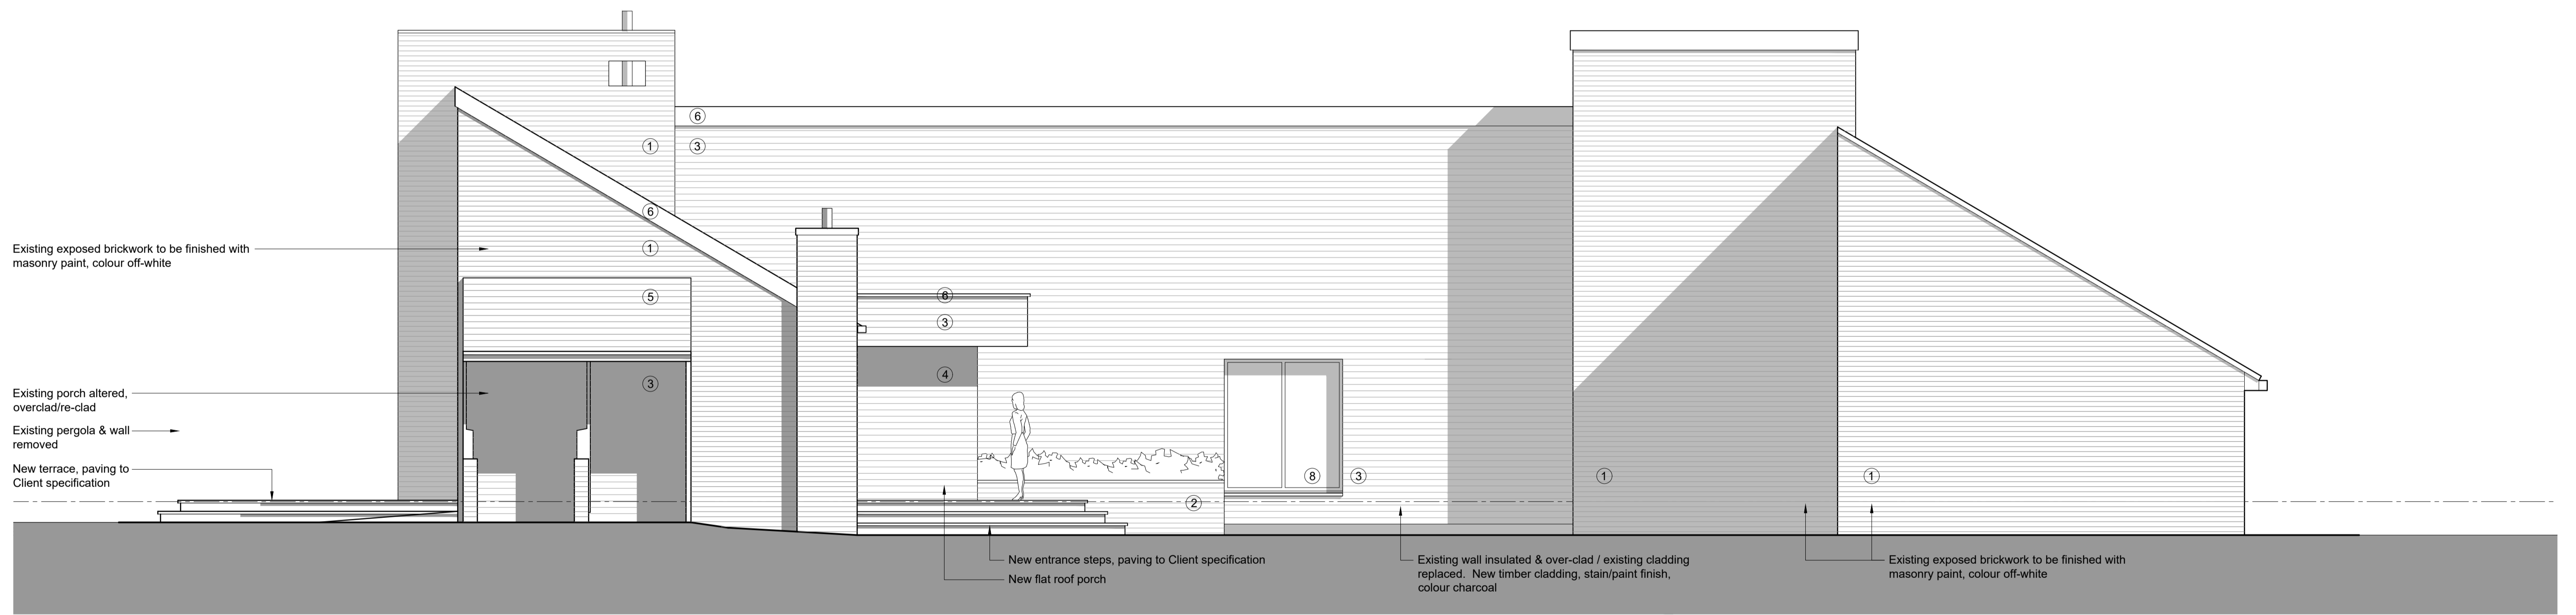 6
1
3
6
1
5
6
3
4
3
8
3
1
1
2
Existing exposed brickwork to be finished with
masonry paint, colour off-white
Existing porch altered,
overclad/re-clad
Existing pergola & wall
removed
New terrace, paving to
Client specification
New entrance steps, paving to Client specification
New flat roof porch
Existing wall insulated & over-clad / existing cladding
replaced. New timber cladding, stain/paint finish,
colour charcoal
Existing exposed brickwork to be finished with
masonry paint, colour off-white